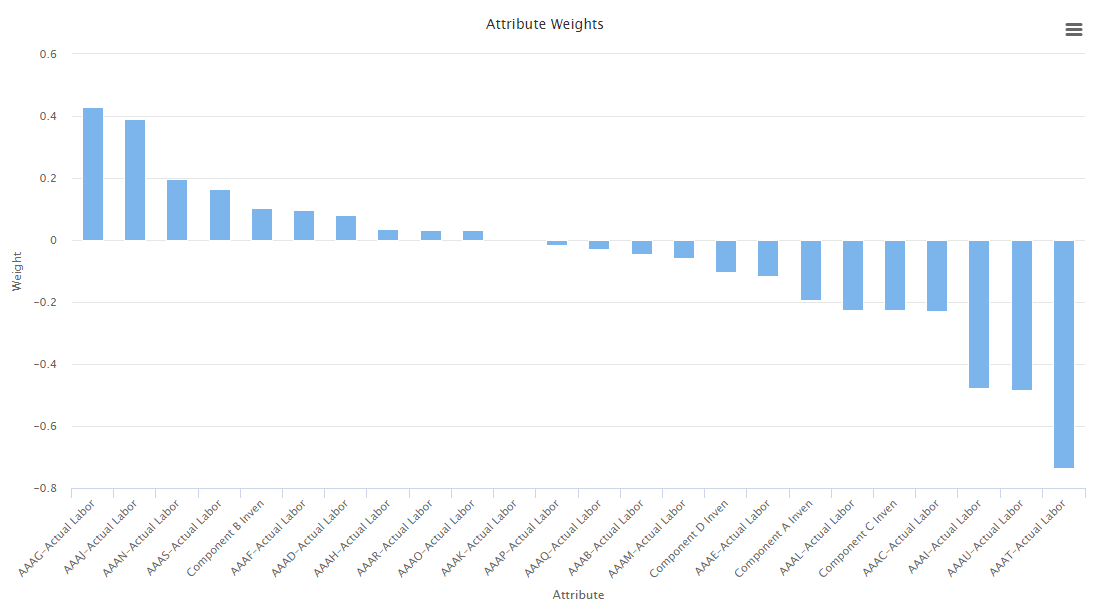 Attribute Weights
0.6
0.4
0.2
0
−0.2
−0.4
−0.6
−0.8
Weight
AAAG-Actual Labor
AAAJ-Actual Labor
AAAN-Actual Labor
AAAS-Actual Labor
Component B Inven
AAAF-Actual Labor
AAAD-Actual Labor
AAAH-Actual Labor
AAAR-Actual Labor
AAAO-Actual Labor
AAAK-Actual Labor
AAAP-Actual Labor
AAAQ-Actual Labor
AAAB-Actual Labor
AAAM-Actual Labor
Component D Inven
AAAE-Actual Labor
Component A Inven
AAAL-Actual Labor
Component C Inven
AAAC-Actual Labor
AAAI-Actual Labor
AAAU-Actual Labor
AAAT-Actual Labor
Attribute